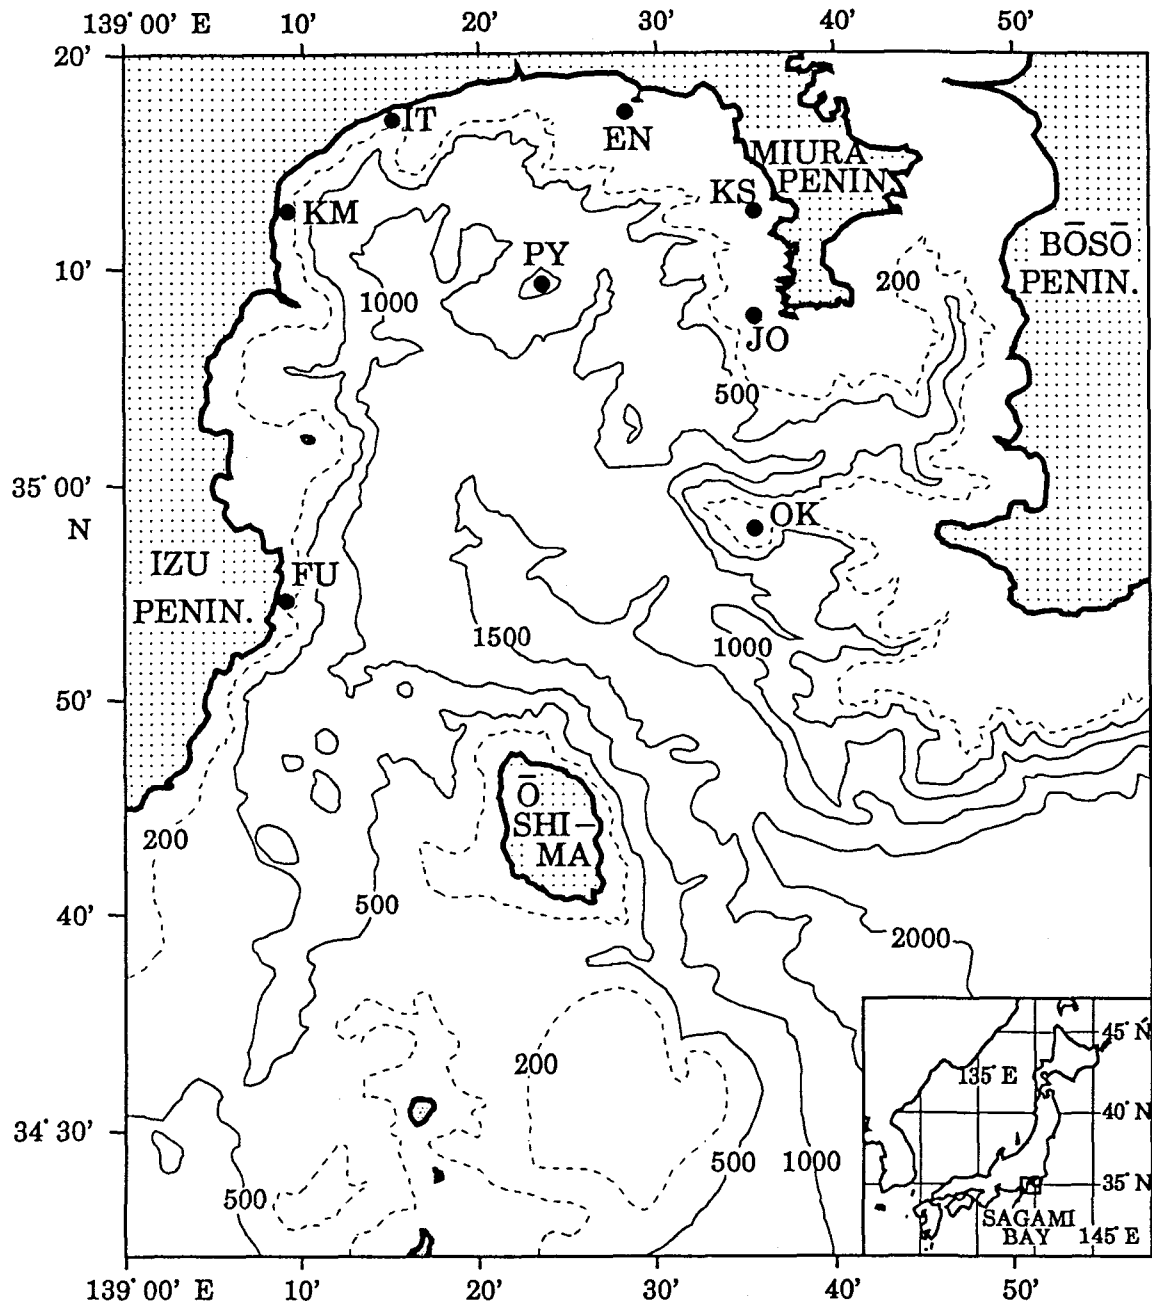 139° 00' E 10' 20' 30' 40' 50'
20'
IT
EN
MIURA
PENIN.
KS
KM
BŌSŌ
PENIN.
PY
10'
200
1000
JO
500
35° 00'
N
OK
IZU
PENIN.
FU
1500
1000
50'
Ō
SHI-
MA
200
500
40'
2000
45° N
135° E
200
40° N
34° 30'
500
1000
35° N
500
SAGAMI
BAY
145° E
139° 00' E 10' 20' 30' 40' 50'